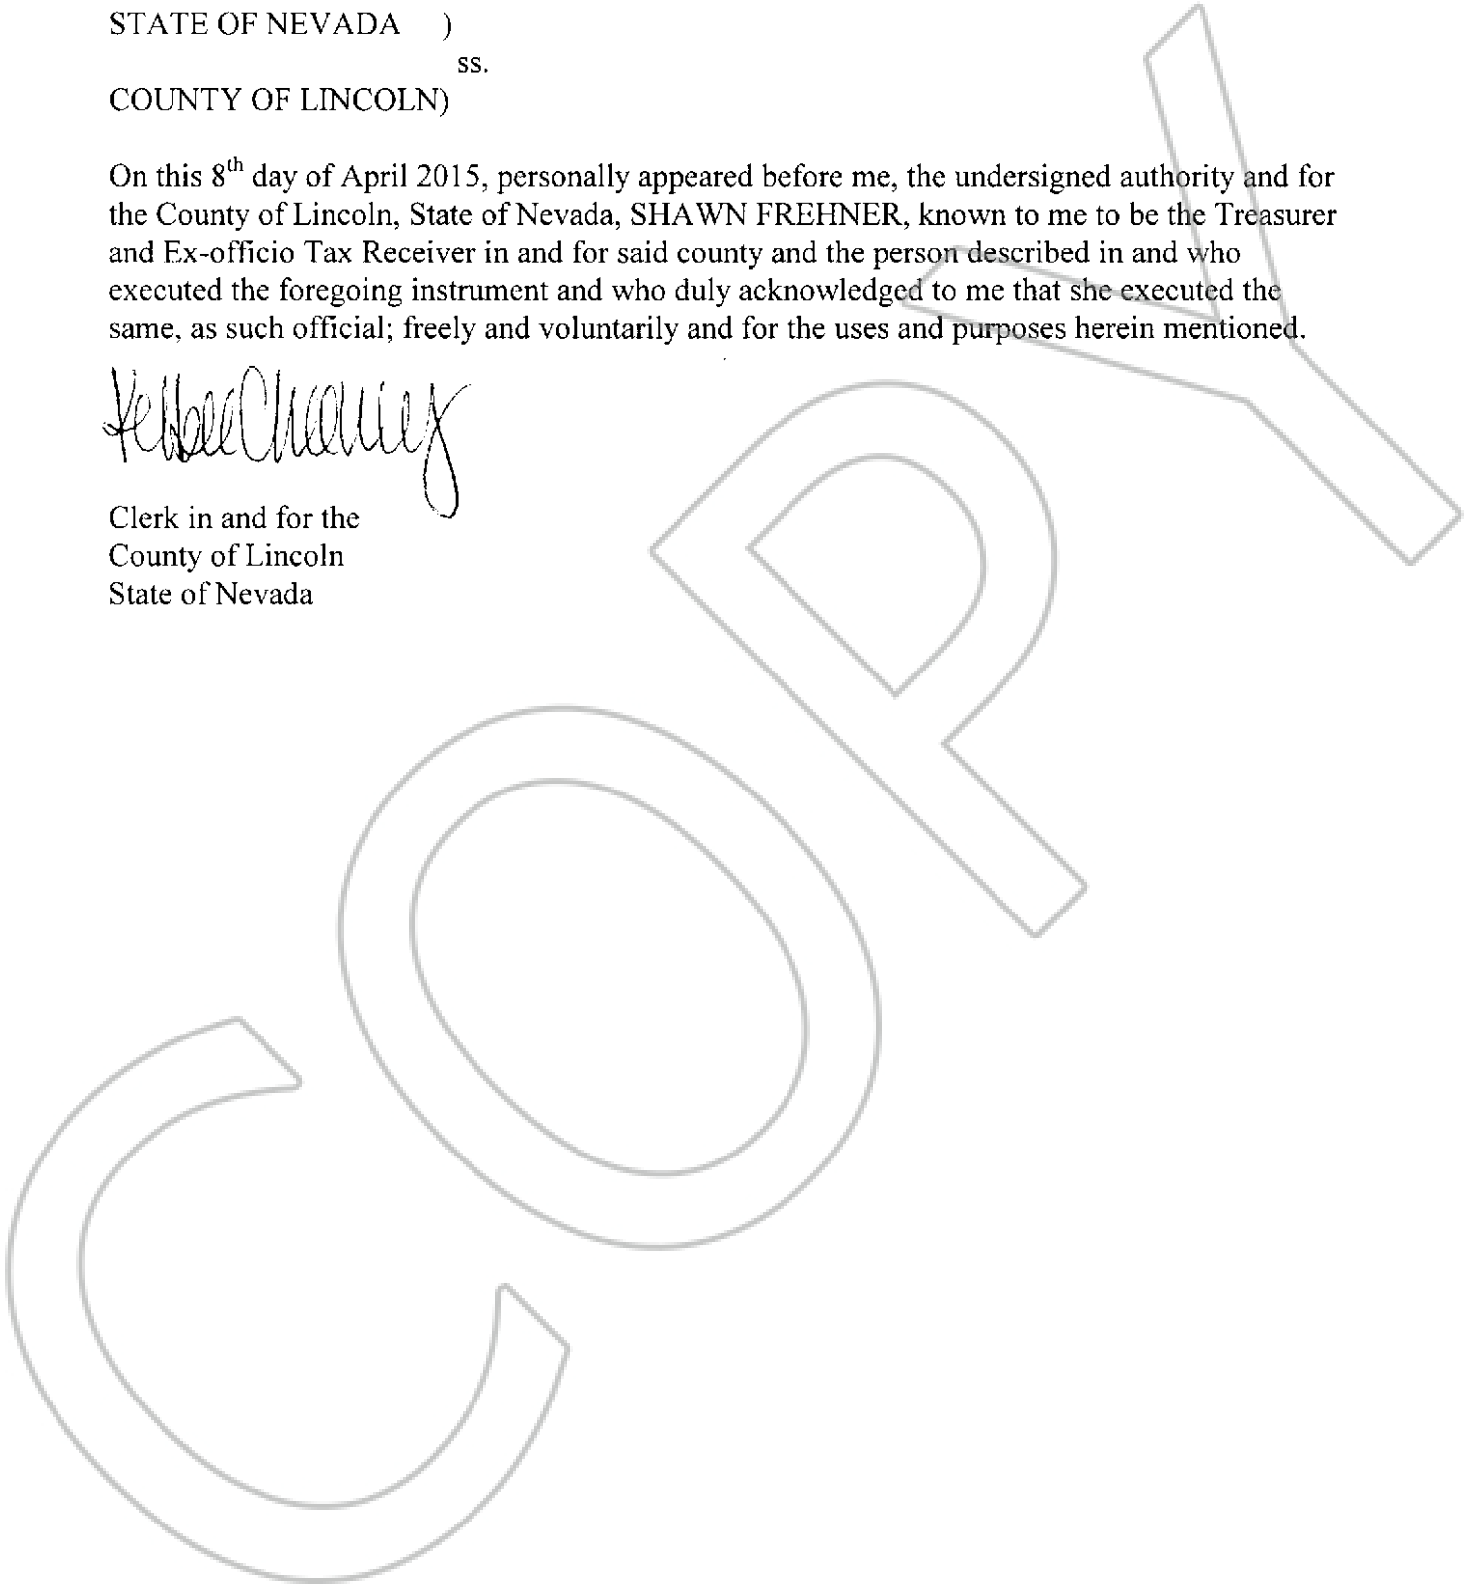 STATE OF NEVADA )
ss.
COUNTY OF LINCOLN)
On this 8th day of April 2015, personally appeared before me, the undersigned authority and for
the County of Lincoln, State of Nevada, SHAWN FREHNER, known to me to be the Treasurer
and Ex-officio Tax Receiver in and for said county and the person described in and who
executed the foregoing instrument and who duly acknowledged to me that she executed the
same, as such official; freely and voluntarily and for the uses and purposes herein mentioned.
Clerk in and for the
County of Lincoln
State of Nevada
COPY